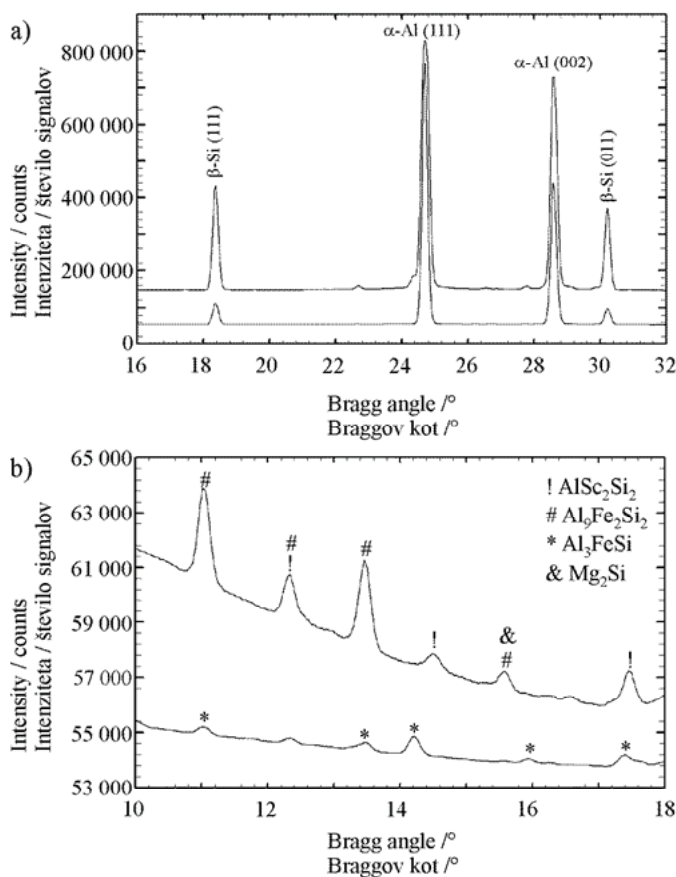 a)
α-Al (111)
α-Al (002)
β-Si (111)
β-Si (011)
800 000
600 000
400 000
200 000
0
Intensity / counts
Intenziteta / število signalov
16 18 20 22 24 26 28 30 32
Bragg angle /°
Braggov kot /°
b)
65 000
63 000
61 000
59 000
57 000
55 000
53 000
Intensity / counts
Intenziteta / število signalov
#
#
!
#
!
&
#
!
! AlSc₂Si₂
# Al₉Fe₂Si₂
* Al₃FeSi
& Mg₂Si
* * * * *
10 12 14 16 18
Bragg angle /°
Braggov kot /°